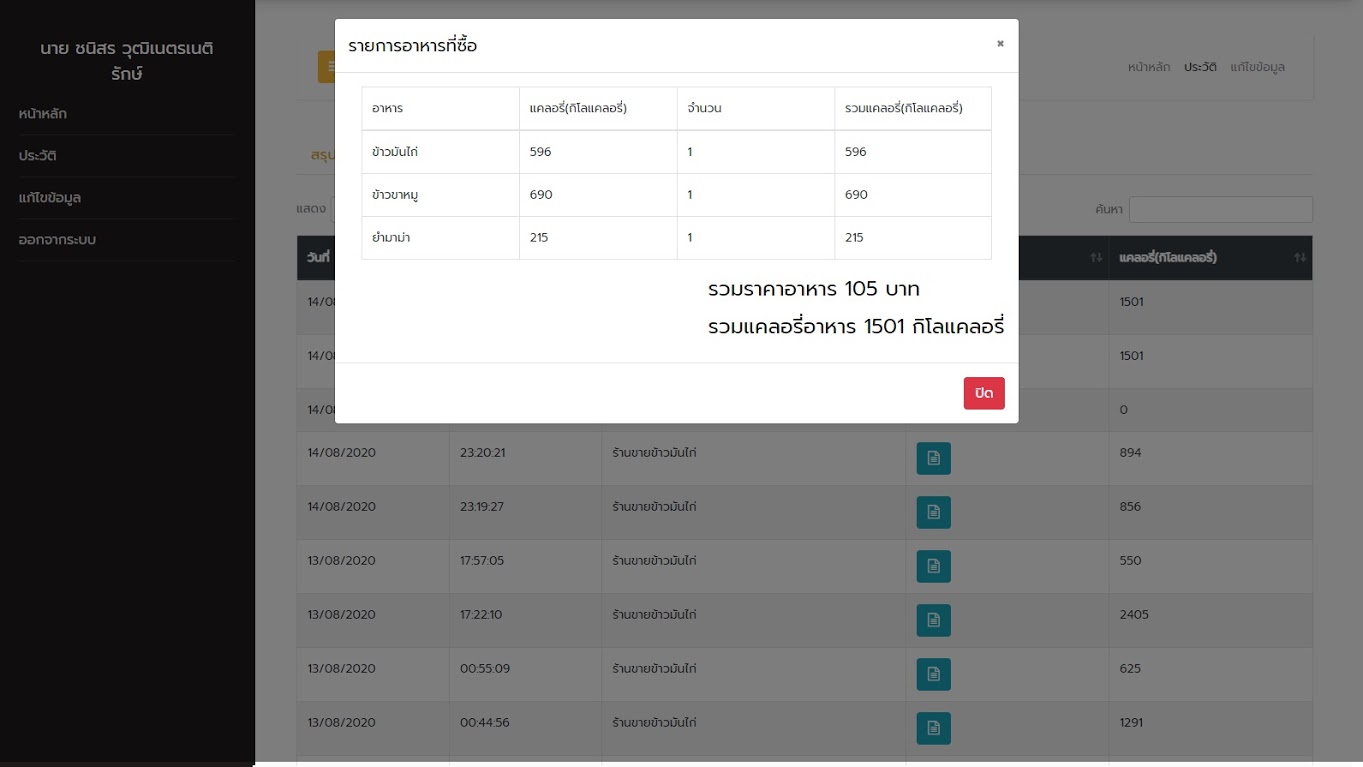 นาย ชนิสร วุฒิเนตรเนติ
รักษ์
หน้าหลัก
ประวัติ
แก้ไขข้อมูล
ออกจากระบบ
หน้าหลัก ประวัติ แก้ไขข้อมูล
รายการอาหารที่ซื้อ ×
อาหาร แคลอรี่(กิโลแคลอรี่) จำนวน รวมแคลอรี่(กิโลแคลอรี่)
ข้าวมันไก่ 596 1 596
ข้าวขาหมู 690 1 690
ยำมาม่า 215 1 215
รวมราคาอาหาร 105 บาท
รวมแคลอรี่อาหาร 1501 กิโลแคลอรี่
ปิด
สรุป
แสดง ค้นหา
วันที่ แคลอรี่(กิโลแคลอรี่)
14/0 1501
14/0 1501
14/0 0
14/08/2020 23:20:21 ร้านขายข้าวมันไก่ 894
14/08/2020 23:19:27 ร้านขายข้าวมันไก่ 856
13/08/2020 17:57:05 ร้านขายข้าวมันไก่ 550
13/08/2020 17:22:10 ร้านขายข้าวมันไก่ 2405
13/08/2020 00:55:09 ร้านขายข้าวมันไก่ 625
13/08/2020 00:44:56 ร้านขายข้าวมันไก่ 1291